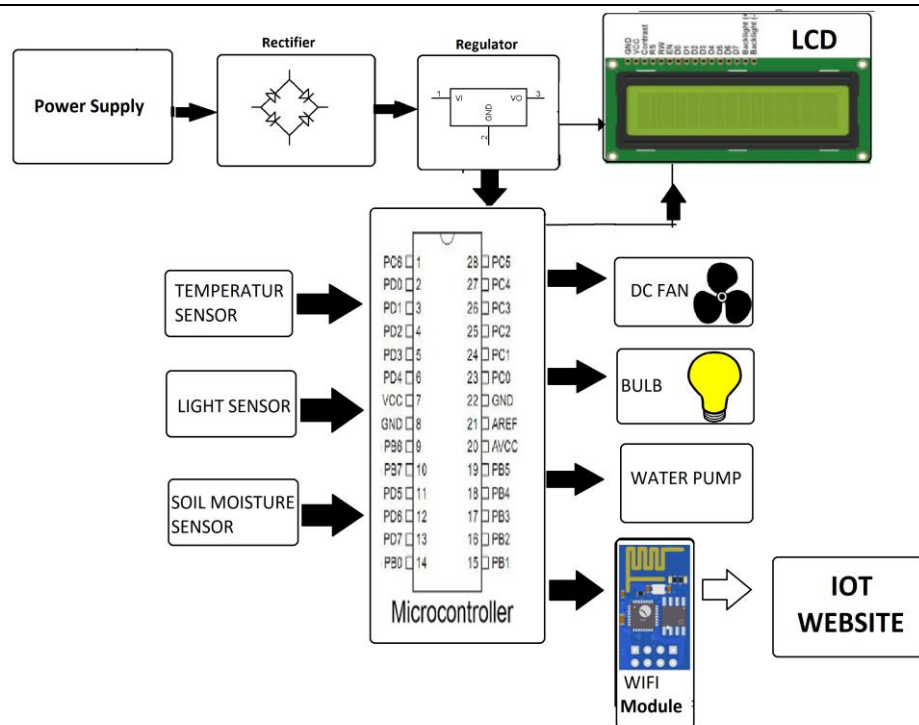 Rectifier
Regulator
Power Supply
1 VI VO 3
GND
2
GND
VCC
Contrast
RS
RW
EN
D0
D1
D2
D3
D4
D5
D6
D7
Backlight (+
Backlight (-
LCD
TEMPERATUR
SENSOR
LIGHT SENSOR
SOIL MOISTURE
SENSOR
PC6 1 28 PC5
PD0 2 27 PC4
PD1 3 26 PC3
PD2 4 25 PC2
PD3 5 24 PC1
PD4 6 23 PC0
VCC 7 22 GND
GND 8 21 AREF
PB6 9 20 AVCC
PB7 10 19 PB5
PD5 11 18 PB4
PD6 12 17 PB3
PD7 13 16 PB2
PB0 14 15 PB1
Microcontroller
DC FAN
BULB
WATER PUMP
WIFI
Module
IOT
WEBSITE